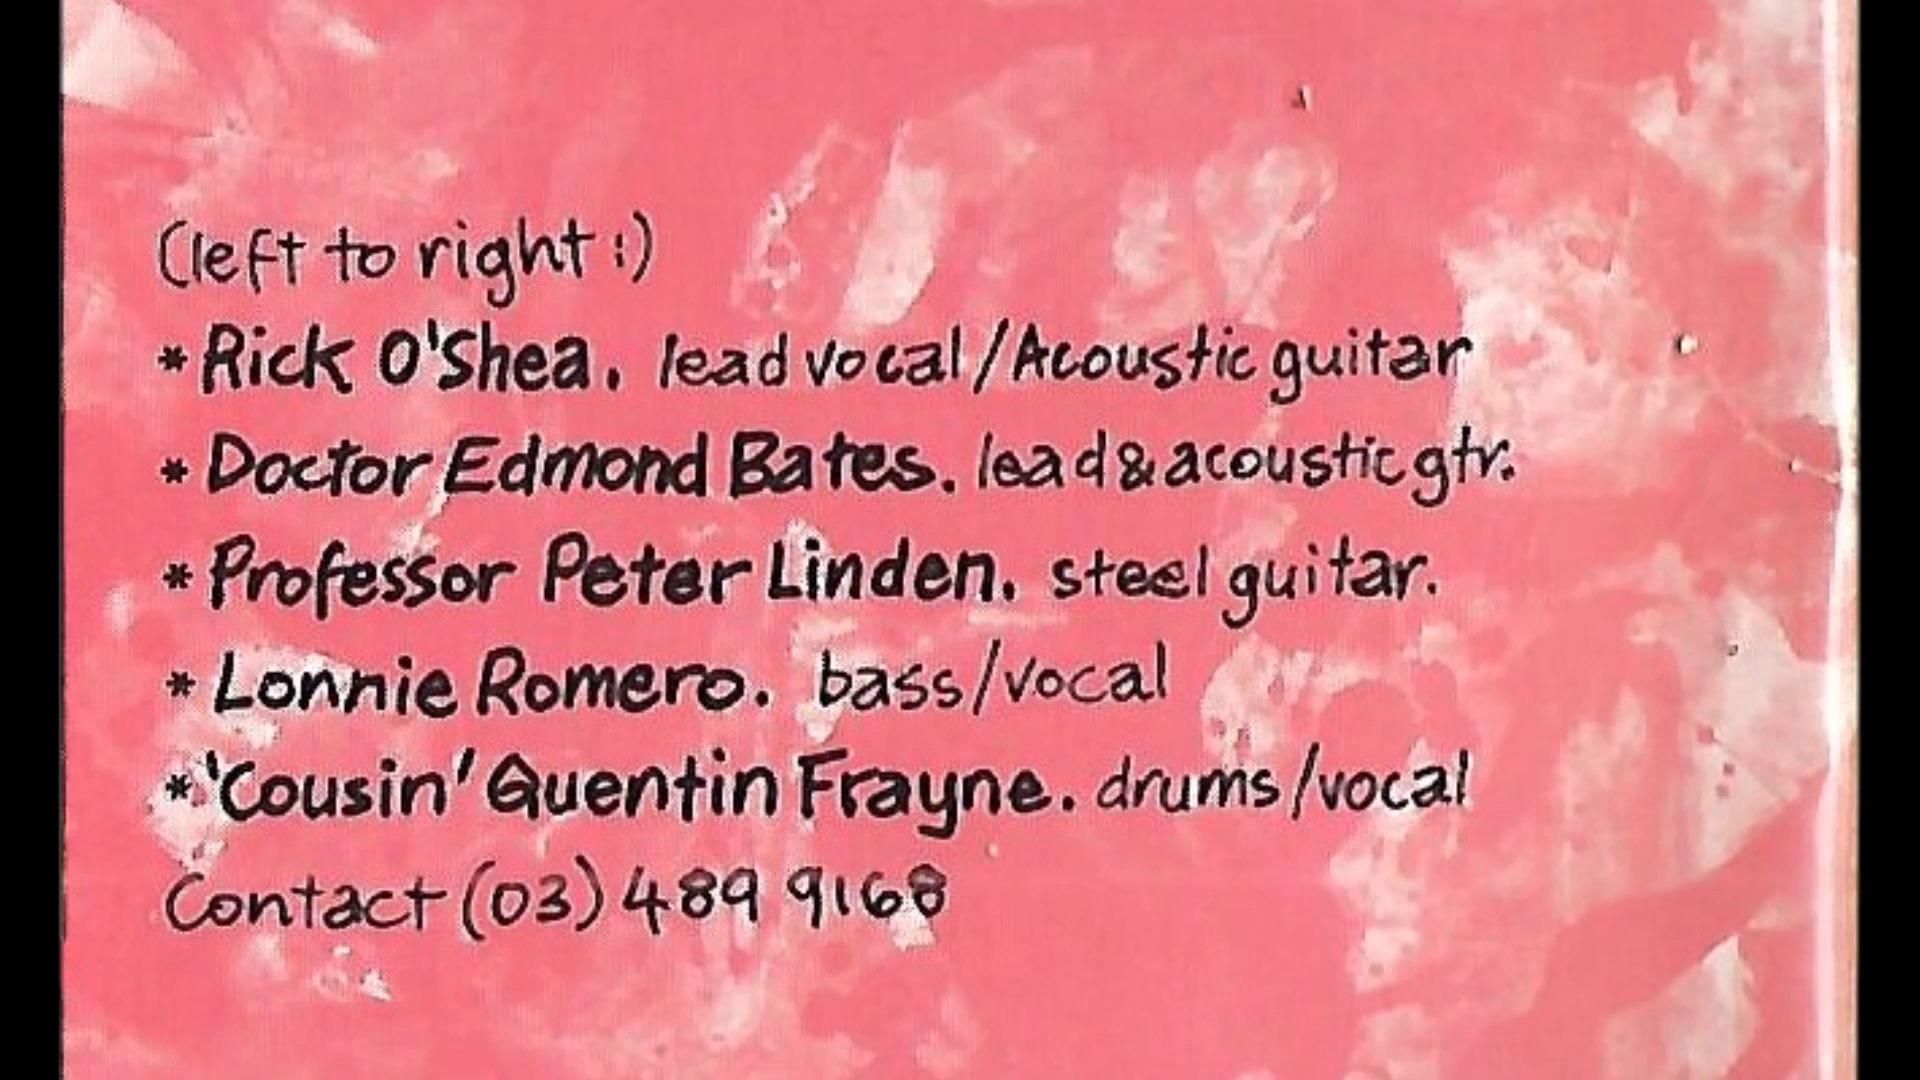 (left to right:)
* Rick O'Shea. lead vocal/Acoustic guitar
* Doctor Edmond Bates. lead & acoustic gtr.
* Professor Peter Linden. steel guitar.
* Lonnie Romero. bass/vocal
* 'Cousin' Quentin Frayne. drums/vocal
Contact (03) 489 9168